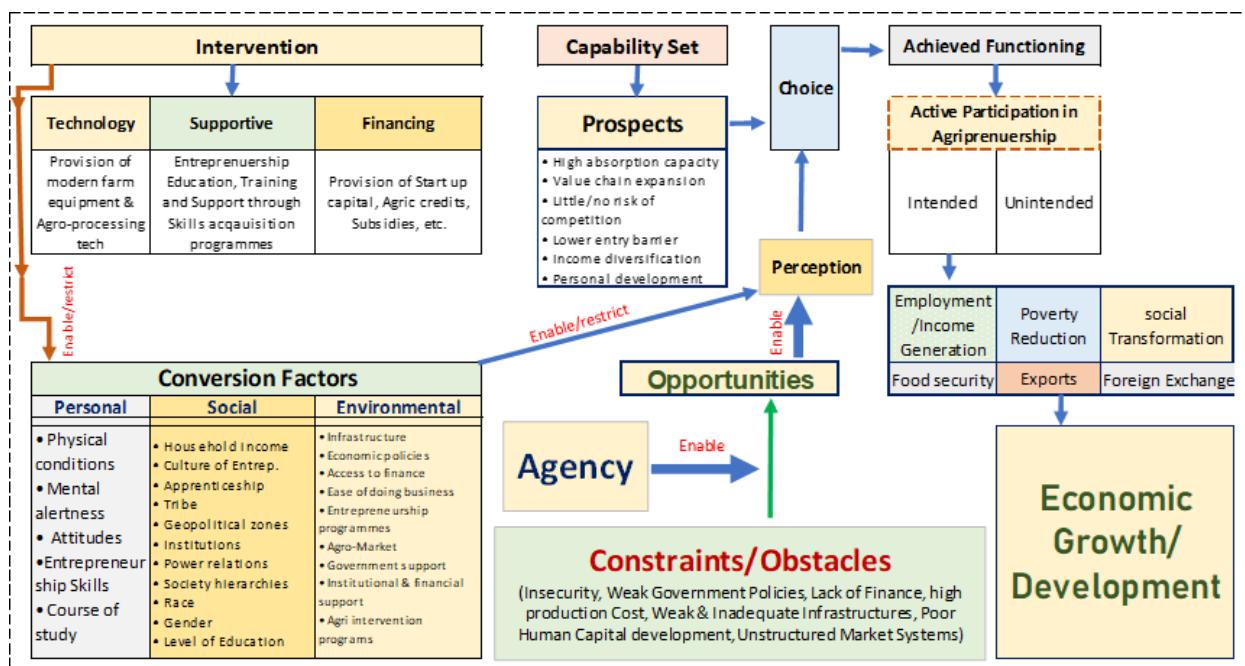 Intervention
Technology
Supportive
Financing
Provision of
modern farm
equipment &
Agro-processing
tech
Entreprenuership
Education, Training
and Support through
Skills acqauisition
programmes
Provision of Start up
capital, Agric credits,
Subsidies, etc.
Enable/restrict
Conversion Factors
Personal
Social
Environmental
• Physical
conditions
• Mental
alertness
• Attitudes
•Entrepreneur
ship Skills
• Course of
study
• Household Income
• Culture of Entrep.
• Apprenticeship
• Tribe
• Geopolitical zones
• Institutions
• Power relations
• Society hierarchies
• Race
• Gender
• Level of Education
• Infrastructure
• Economic policies
• Access to finance
• Ease of doing business
• Entrepreneurship
programmes
• Agro-Market
• Government support
• Institutional & financial
support
• Agri intervention
programs
Capability Set
Prospects
• High absorption capacity
• Value chain expansion
• Little/no risk of
competition
• Lower entry barrier
• Income diversification
• Personal development
Choice
Perception
Enable/restrict
Enable
Opportunities
Agency
Enable
Constraints/Obstacles
(Insecurity, Weak Government Policies, Lack of Finance, high
production Cost, Weak & Inadequate Infrastructures, Poor
Human Capital development, Unstructured Market Systems)
Achieved Functioning
Active Participation in
Agriprenuership
Intended
Unintended
Employment
/Income
Generation
Poverty
Reduction
social
Transformation
Food security
Exports
Foreign Exchange
Economic
Growth/
Development